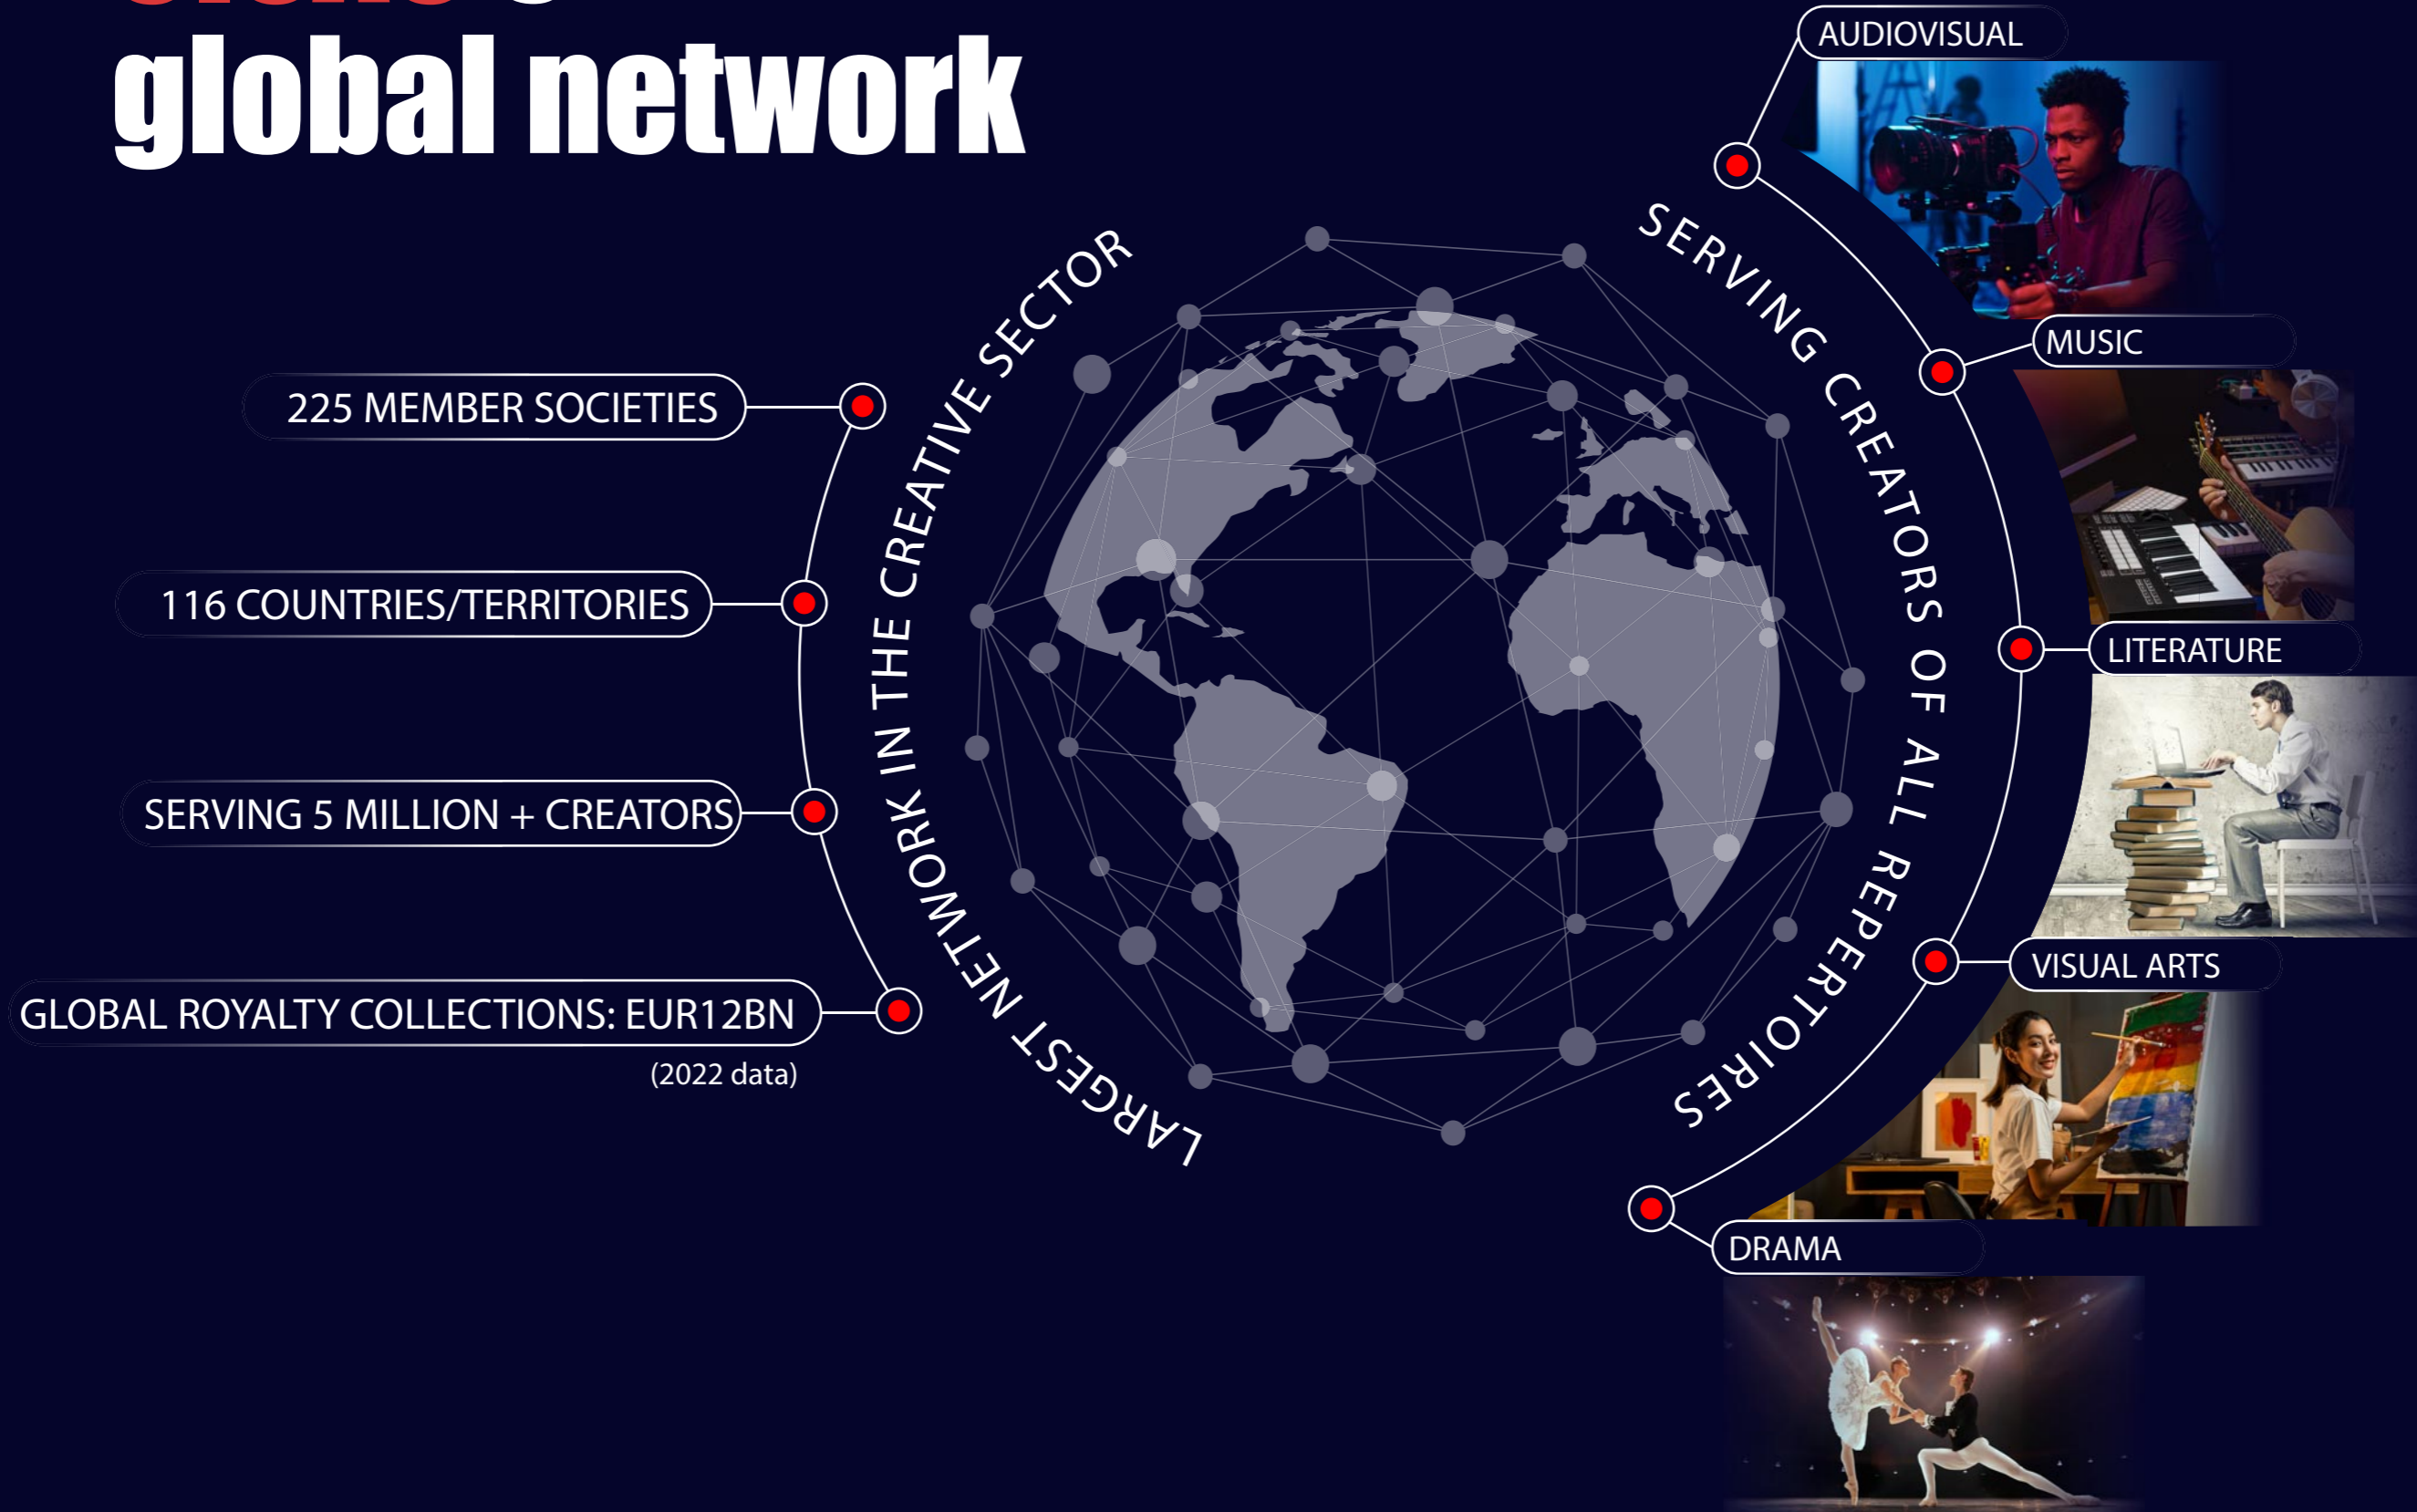 global network
225 MEMBER SOCIETIES
116 COUNTRIES/TERRITORIES
SERVING 5 MILLION + CREATORS
GLOBAL ROYALTY COLLECTIONS: EUR12BN
(2022 data)
LARGEST NETWORK IN THE CREATIVE SECTOR
SERVING CREATORS OF ALL REPERTOIRES
AUDIOVISUAL
MUSIC
LITERATURE
VISUAL ARTS
DRAMA